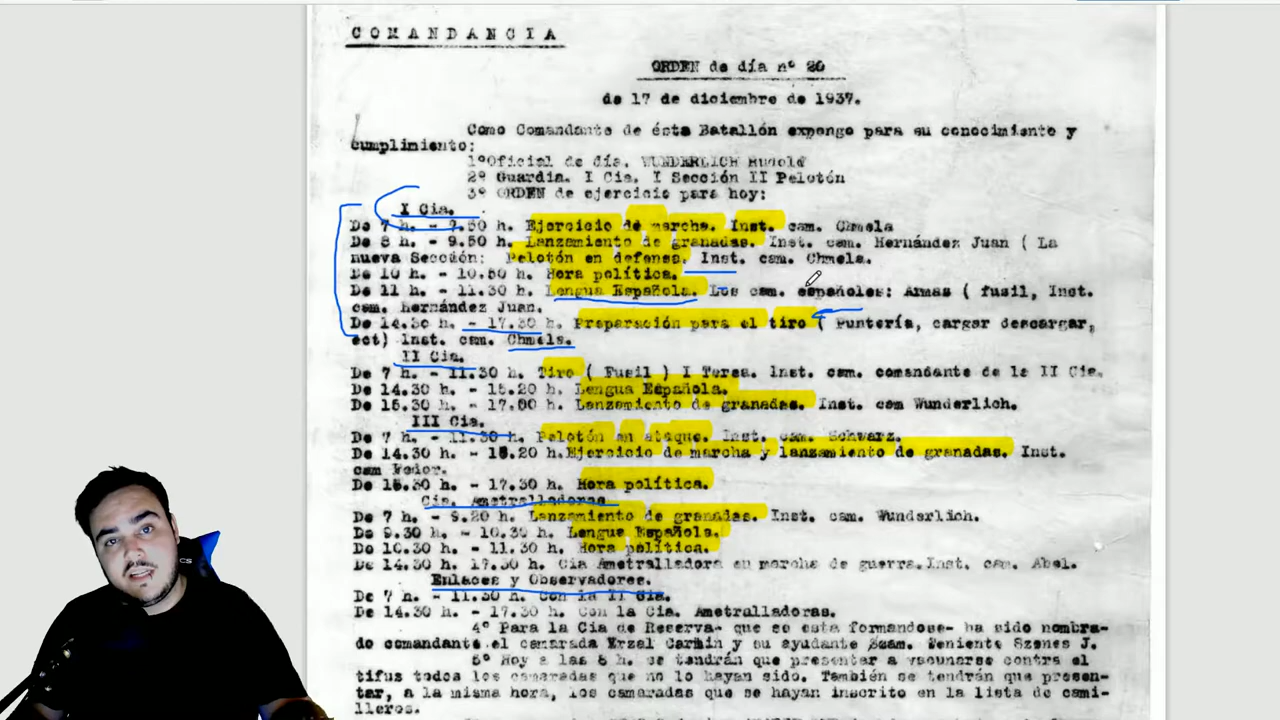 COMANDANCIA
ORDEN de día nº 20
de 17 de diciembre de 1937.
Como Comandante de ésta Batallón expongo para su conocimiento y
cumplimiento:
1ºOficial de día. WUNDERLICH Rudolf
2º Guardia. I Cia. I Sección II Pelotón
3º ORDEN de ejercicio para hoy:
I Cia.
De 7 h. - 7.50 h. Ejercicio de marcha. Inst. cam. Chmela
De 8 h. - 9.50 h. Lanzamiento de granadas. Inst. cam. Hernández Juan ( La
nueva Sección: Pelotón en defensa. Inst. cam. Chmela.
De 10 h. - 10.50 h. Hora política.
De 11 h. - 11.30 h. Lengua Española. Los cam. españoles: Armas ( fusil, Inst.
cam. hernández Juan.
De 14.30 h. - 17.30 h. Preparación para el tiro ( Puntería, cargar descargar,
ect) Inst. cam. Chmela.
II Cia.
De 7 h. - 11.30 h. Tiro ( Fusil ) I Tarea. Inst. cam. comandante de la II Cia.
De 14.30 h. - 15.20 h. Lengua Española.
De 15.30 h. - 17.00 h. Lanzamiento de granadas. Inst. cam Wunderlich.
III Cia.
De 7 h. - 11.30 h. Pelotón en ataque. Inst. cam. Schwarz.
De 14.30 h. - 15.20 h.Ejercicio de marcha y lanzamiento de granadas. Inst.
cam
De 15.30 h. - 17.30 h. Hora política.
Cia. Ametralladoras
De 7 h. - 9.20 h. Lanzamiento de granadas. Inst. cam. Wunderlich.
De 9.30 h. - 10.30 h. Lengua Española.
De 10.30 h. - 11.30 h. Hora política.
De 14.30 h. 17.30 h. Cia Ametralladora en marcha de guerra.Inst. cam. Abel.
Enlaces y Observadores.
De 7 h. - 11.30 h. Con la II Cia.
De 14.30 h. - 17.30 h. Con la Cia. Ametralladoras.
4º Para la Cia de Reserva- que se esta formandose- ha sido nombra-
do comandante el camarada Erzel y su ayudante Teniente Szenes J.
5º Hoy a las 8 h. se tendrán que presentar a vacunarse contra el
tifus todos los camaradas que no lo hayan sido. También se tendrán que presen-
tar, a la misma hora, los camaradas que se hayan inscrito en la lista de cami-
lleros.